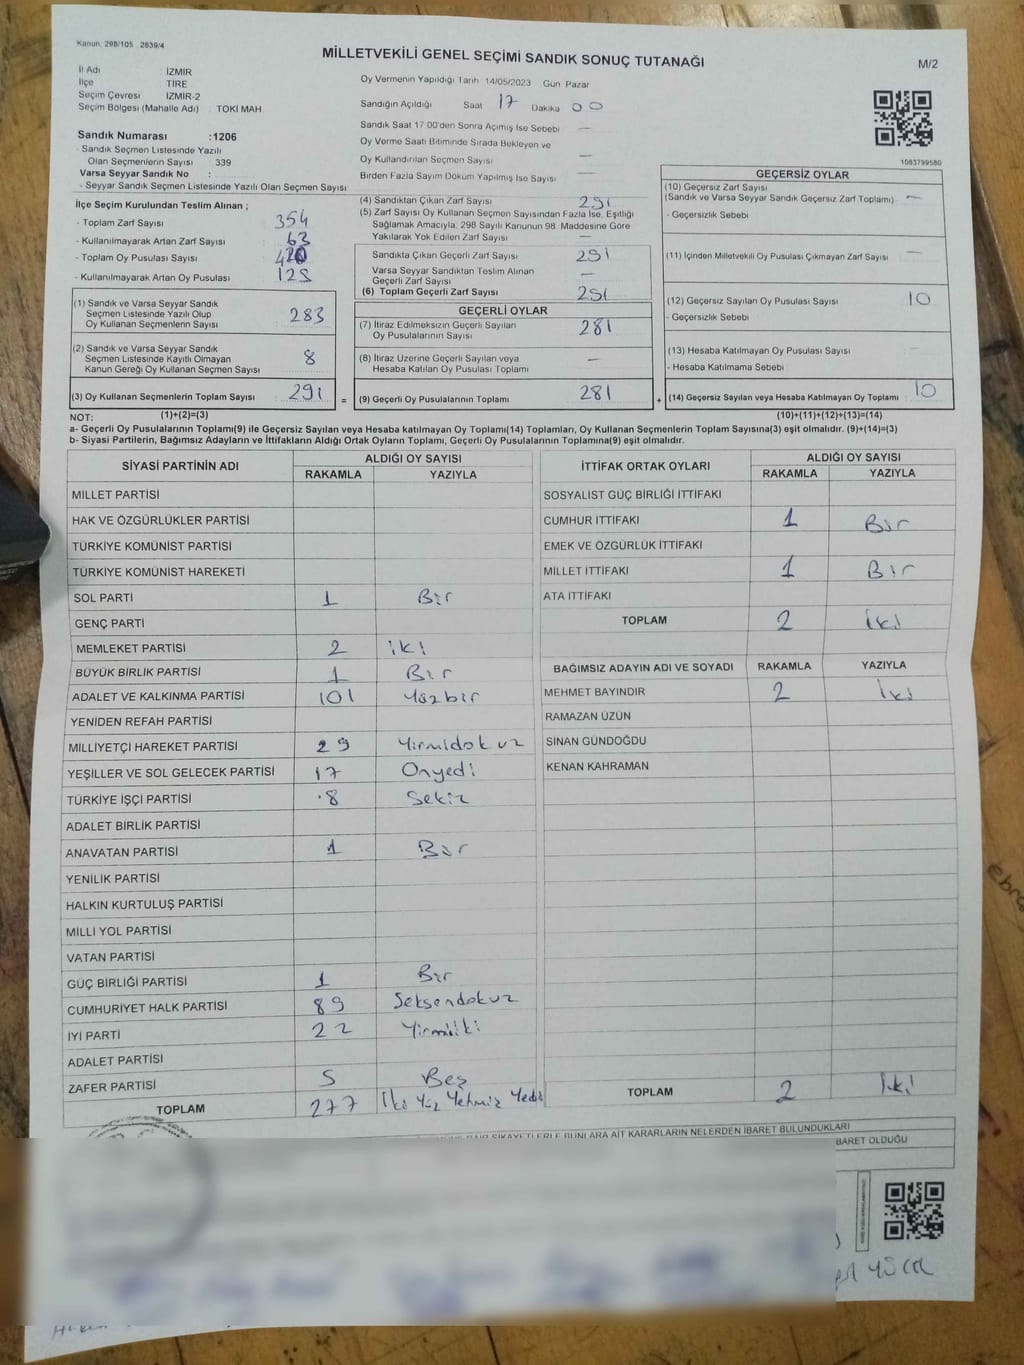 Kanun: 298/105 2839/4
MİLLETVEKİLİ GENEL SEÇİMİ SANDIK SONUÇ TUTANAĞI
M/2
İl Adı : İZMİR
İlçe : TİRE
Seçim Çevresi : İZMİR-2
Seçim Bölgesi (Mahalle Adı) : TOKİ MAH.
Oy Vermenin Yapıldığı Tarih 14/05/2023 Gün Pazar
Sandığın Açıldığı Saat 17 Dakika 00
Sandık Saat 17:00'den Sonra Açılmış İse Sebebi —
Oy Verme Saati Bitiminde Sırada Bekleyen ve
Oy Kullandırılan Seçmen Sayısı —
Birden Fazla Sayım Döküm Yapılmış İse Sayısı —
Sandık Numarası : 1206
- Sandık Seçmen Listesinde Yazılı
Olan Seçmenlerin Sayısı 339
Varsa Seyyar Sandık No :
- Seyyar Sandık Seçmen Listesinde Yazılı Olan Seçmen Sayısı
İlçe Seçim Kurulundan Teslim Alınan ;
- Toplam Zarf Sayısı 354
- Kullanılmayarak Artan Zarf Sayısı 63
- Toplam Oy Pusulası Sayısı
- Kullanılmayarak Artan Oy Pusulası
(1) Sandık ve Varsa Seyyar Sandık
Seçmen Listesinde Yazılı Olup
Oy Kullanan Seçmenlerin Sayısı 283
(2) Sandık ve Varsa Seyyar Sandık
Seçmen Listesinde Kayıtlı Olmayan
Kanun Gereği Oy Kullanan Seçmen Sayısı 8
(3) Oy Kullanan Seçmenlerin Toplam Sayısı 291
(1)+(2)=(3)
(4) Sandıktan Çıkan Zarf Sayısı 291
(5) Zarf Sayısı Oy Kullanan Seçmen Sayısından Fazla İse, Eşitliği
Sağlamak Amacıyla; 298 Sayılı Kanunun 98. Maddesine Göre
Yakılarak Yok Edilen Zarf Sayısı —
Sandıkta Çıkan Geçerli Zarf Sayısı 291
Varsa Seyyar Sandıktan Teslim Alınan
Geçerli Zarf Sayısı —
(6) Toplam Geçerli Zarf Sayısı 291
GEÇERLİ OYLAR
(7) İtiraz Edilmeksizin Geçerli Sayılan
Oy Pusulalarının Sayısı 281
(8) İtiraz Üzerine Geçerli Sayılan veya
Hesaba Katılan Oy Pusulası Toplamı —
= (9) Geçerli Oy Pusulalarının Toplamı 281
1063799580
GEÇERSİZ OYLAR
(10) Geçersiz Zarf Sayısı
(Sandık ve Varsa Seyyar Sandık Geçersiz Zarf Toplamı) —
- Geçersizlik Sebebi
(11) İçinden Milletvekili Oy Pusulası Çıkmayan Zarf Sayısı —
(12) Geçersiz Sayılan Oy Pusulası Sayısı 10
- Geçersizlik Sebebi
(13) Hesaba Katılmayan Oy Pusulası Sayısı
- Hesaba Katılmama Sebebi
+ (14) Geçersiz Sayılan veya Hesaba Katılmayan Oy Toplamı 10
(10)+(11)+(12)+(13)=(14)
NOT:
a- Geçerli Oy Pusulalarının Toplamı(9) ile Geçersiz Sayılan veya Hesaba katılmayan Oy Toplamı(14) Toplamları, Oy Kullanan Seçmenlerin Toplam Sayısına(3) eşit olmalıdır. (9)+(14)=(3)
b- Siyasi Partilerin, Bağımsız Adayların ve İttifakların Aldığı Ortak Oyların Toplamı, Geçerli Oy Pusulalarının Toplamına(9) eşit olmalıdır.
SİYASİ PARTİNİN ADI
ALDIĞI OY SAYISI
RAKAMLA YAZIYLA
MİLLET PARTİSİ
HAK VE ÖZGÜRLÜKLER PARTİSİ
TÜRKİYE KOMÜNİST PARTİSİ
TÜRKİYE KOMÜNİST HAREKETİ
SOL PARTİ 1 Bir
GENÇ PARTİ
MEMLEKET PARTİSİ 2 iki
BÜYÜK BİRLİK PARTİSİ 1 Bir
ADALET VE KALKINMA PARTİSİ 101 Yüzbir
YENİDEN REFAH PARTİSİ
MİLLİYETÇİ HAREKET PARTİSİ 29 Yirmidokuz
YEŞİLLER VE SOL GELECEK PARTİSİ 17 Onyedi
TÜRKİYE İŞÇİ PARTİSİ 8 Sekiz
ADALET BİRLİK PARTİSİ
ANAVATAN PARTİSİ 1 Bir
YENİLİK PARTİSİ
HALKIN KURTULUŞ PARTİSİ
MİLLİ YOL PARTİSİ
VATAN PARTİSİ
GÜÇ BİRLİĞİ PARTİSİ 1 Bir
CUMHURİYET HALK PARTİSİ 89 Seksendokuz
İYİ PARTİ 22 Yirmiiki
ADALET PARTİSİ
ZAFER PARTİSİ 5 Beş
TOPLAM 277 İki Yüz Yetmiş Yedi
İTTİFAK ORTAK OYLARI
ALDIĞI OY SAYISI
RAKAMLA YAZIYLA
SOSYALİST GÜÇ BİRLİĞİ İTTİFAKI
CUMHUR İTTİFAKI 1 Bir
EMEK VE ÖZGÜRLÜK İTTİFAKI
MİLLET İTTİFAKI 1 Bir
ATA İTTİFAKI
TOPLAM 2 İki
BAĞIMSIZ ADAYIN ADI VE SOYADI RAKAMLA YAZIYLA
MEHMET BAYINDIR 2 İki
RAMAZAN UZUN
SİNAN GÜNDOĞDU
KENAN KAHRAMAN
TOPLAM 2 İki
ŞİKAYETLERLE BUNLARA AİT KARARLARIN NELERDEN İBARET BULUNDUKLARI
BARET OLDUĞU